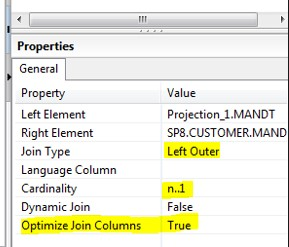 Properties
General
Property Value
Left Element Projection_1.MANDT
Right Element SP8.CUSTOMER.MAND
Join Type Left Outer
Language Column
Cardinality n..1
Dynamic Join False
Optimize Join Columns True